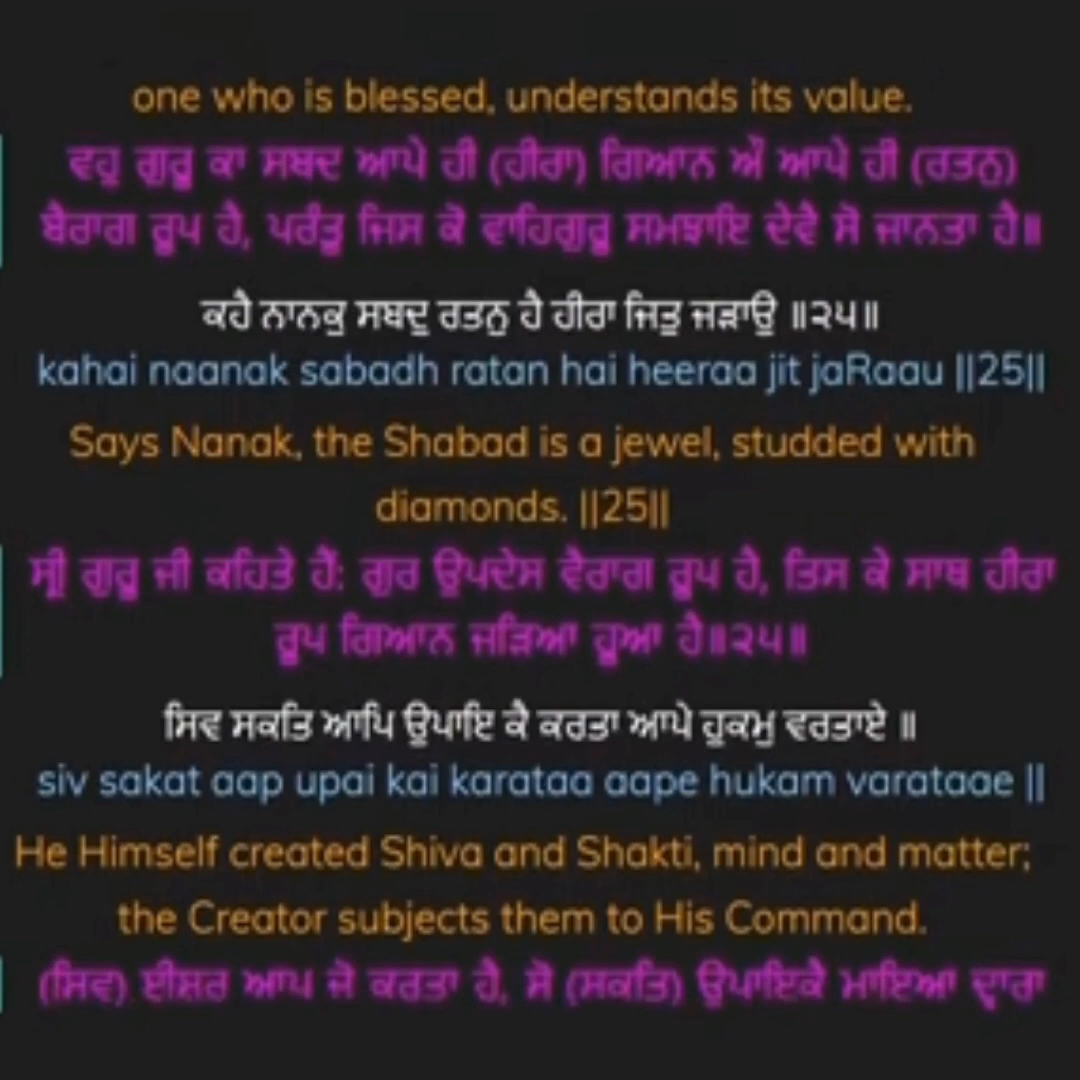 one who is blessed, understands its value.
ਵਹੁ ਗੁਰੂ ਕਾ ਸਬਦ ਆਪੇ ਹੀ (ਹੀਰਾ) ਗਿਆਨ ਔ ਆਪੇ ਹੀ (ਰਤਨੁ)
ਬੈਰਾਗ ਰੂਪ ਹੈ, ਪਰੰਤੂ ਜਿਸ ਕੋ ਵਾਹਿਗੁਰੂ ਸਮਝਾਇ ਦੇਵੈ ਸੋ ਜਾਨਤਾ ਹੈ॥
ਕਹੈ ਨਾਨਕੁ ਸਬਦੁ ਰਤਨੁ ਹੈ ਹੀਰਾ ਜਿਤੁ ਜੜਾਉ ॥੨੫॥
kahai naanak sabadh ratan hai heeraa jit jaRaau ||25||
Says Nanak, the Shabad is a jewel, studded with
diamonds. ||25||
ਸ੍ਰੀ ਗੁਰੂ ਜੀ ਕਹਿਤੇ ਹੈਂ: ਗੁਰ ਉਪਦੇਸ ਵੈਰਾਗ ਰੂਪ ਹੈ, ਤਿਸ ਕੇ ਸਾਥ ਹੀਰਾ
ਰੂਪ ਗਿਆਨ ਜੜਿਆ ਹੂਆ ਹੈ॥੨੫॥
ਸਿਵ ਸਕਤਿ ਆਪਿ ਉਪਾਇ ਕੈ ਕਰਤਾ ਆਪੇ ਹੁਕਮੁ ਵਰਤਾਏ ॥
siv sakat aap upai kai karataa aape hukam varataae ||
He Himself created Shiva and Shakti, mind and matter;
the Creator subjects them to His Command.
(ਸਿਵ) ਈਸ਼ਰ ਆਪ ਜੋ ਕਰਤਾ ਹੈ, ਸੋ (ਸਕਤਿ) ਉਪਾਇਕੈ ਮਾਇਆ ਦ੍ਵਾਰਾ